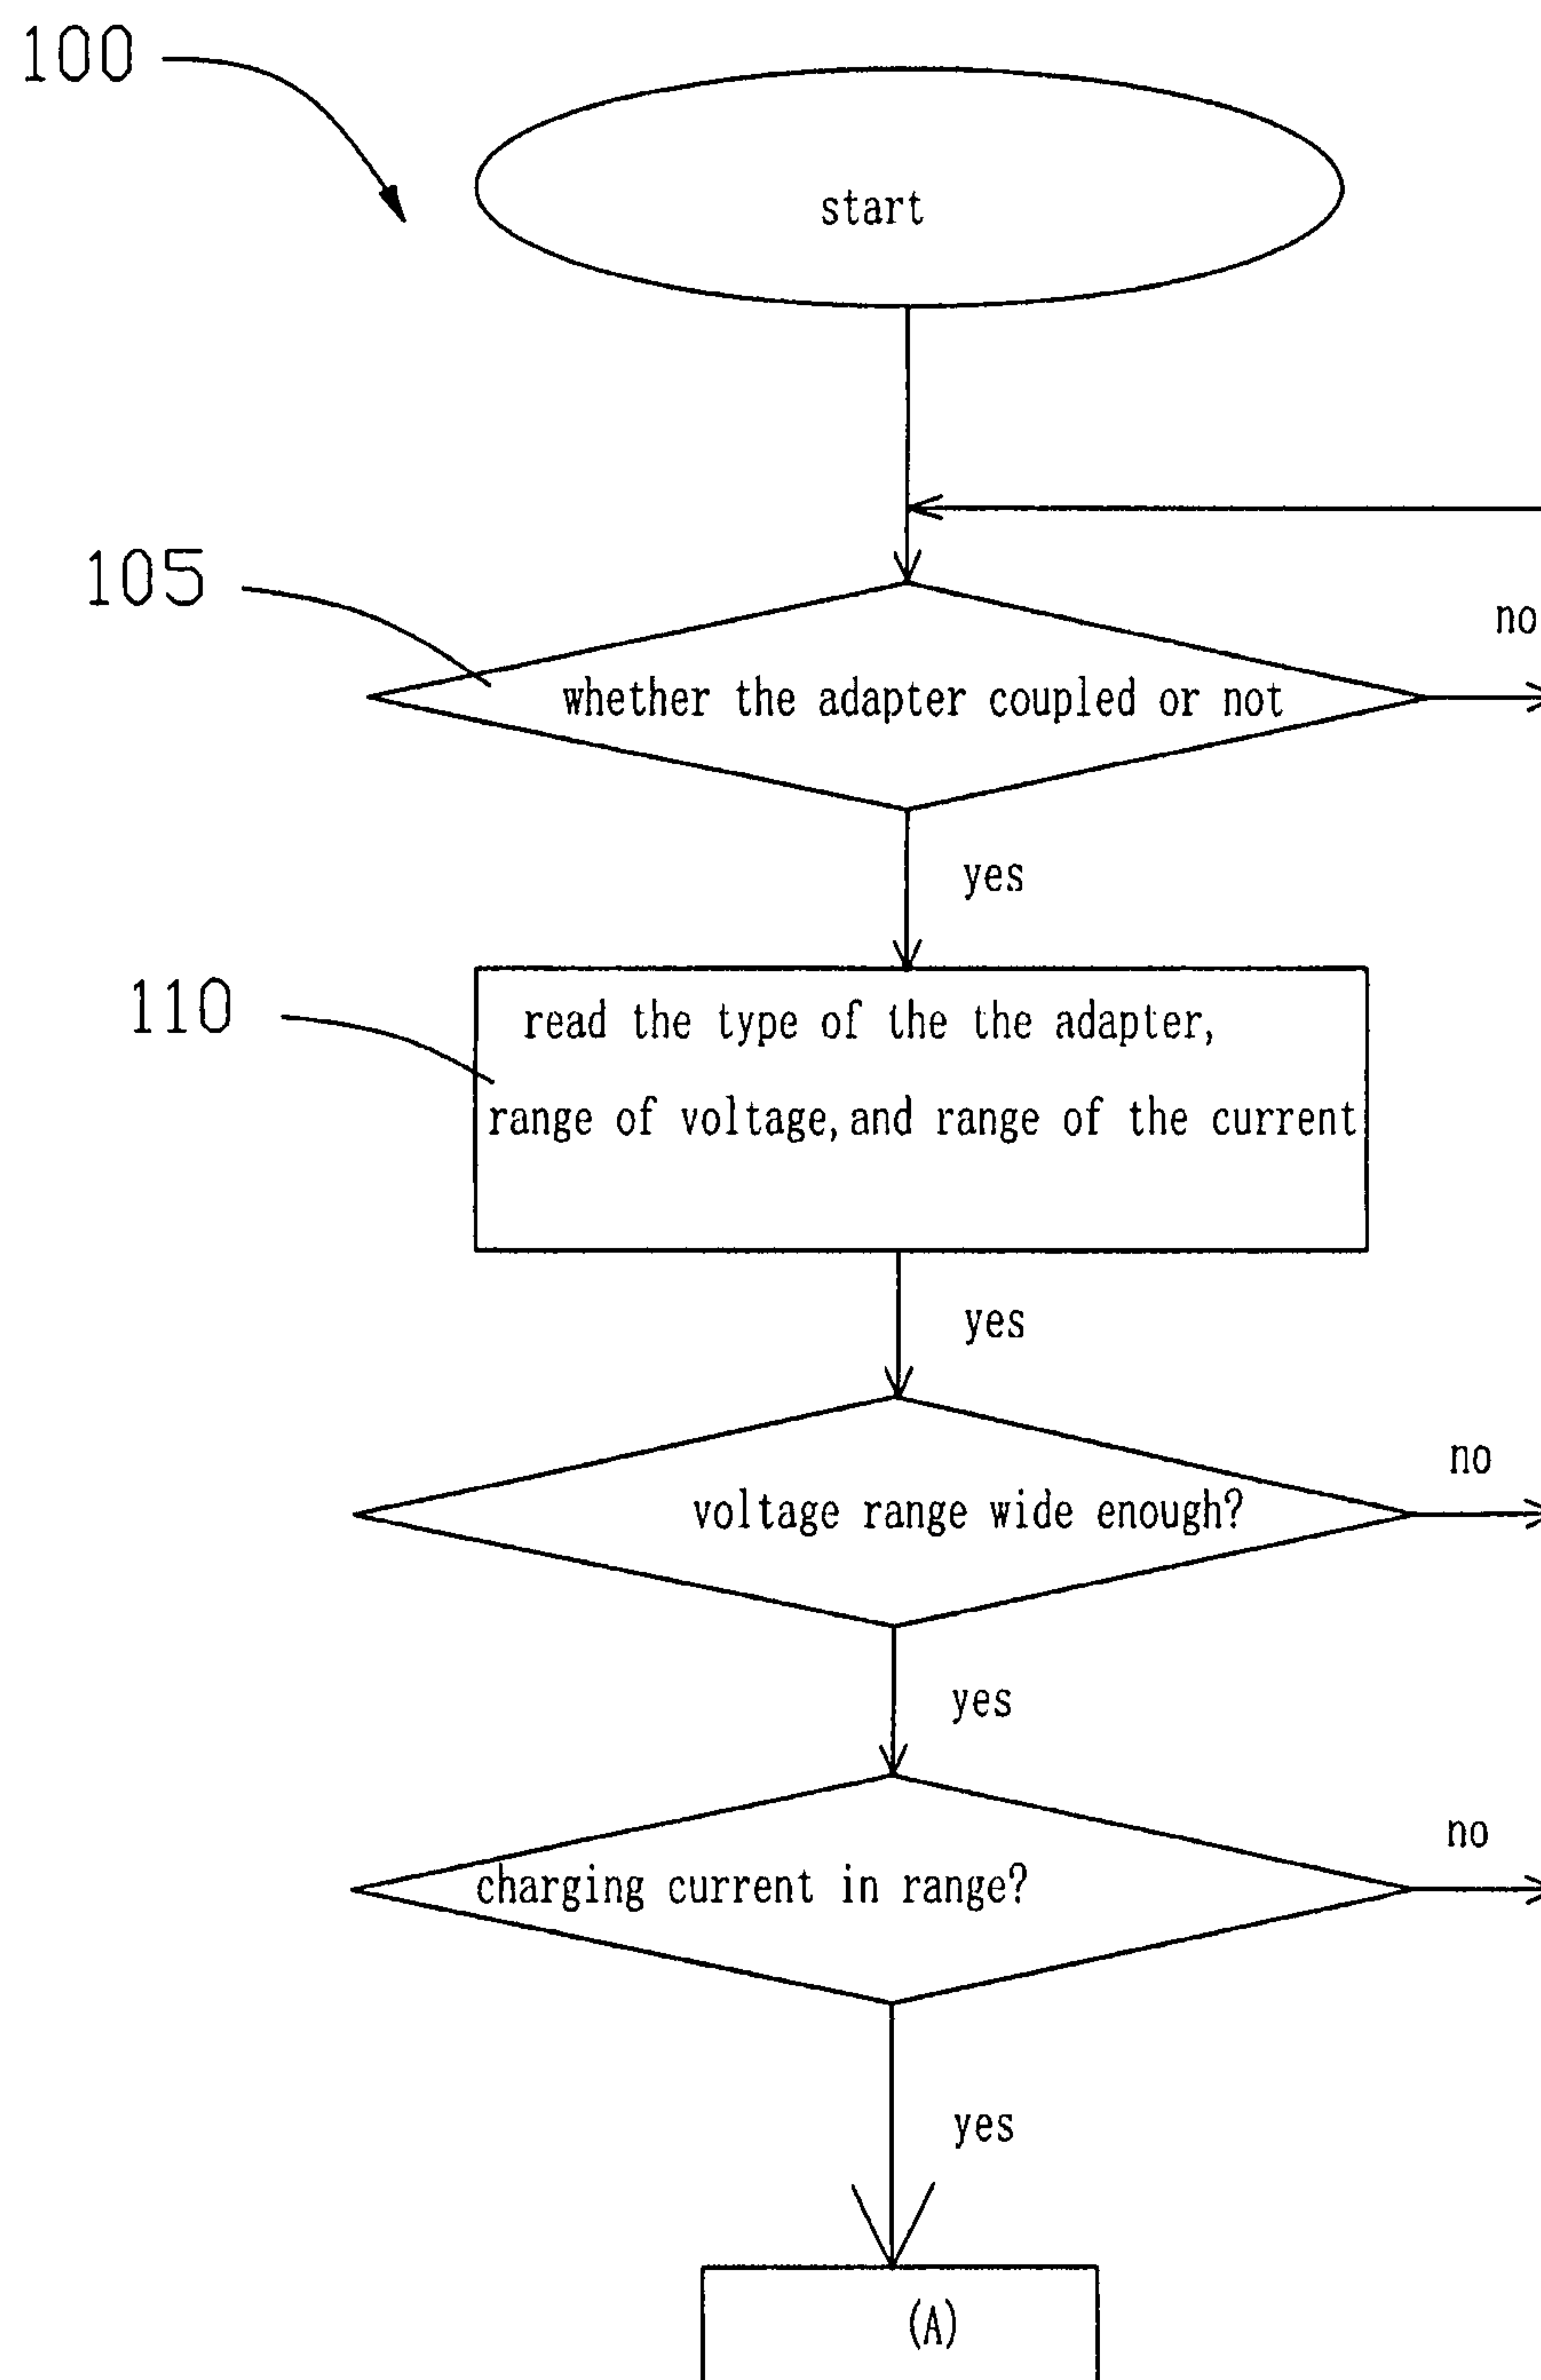 100
start
105
no
whether the adapter coupled or not
yes
110
read the type of the the adapter,
range of voltage, and range of the current
yes
no
voltage range wide enough?
yes
no
charging current in range?
yes
(A)